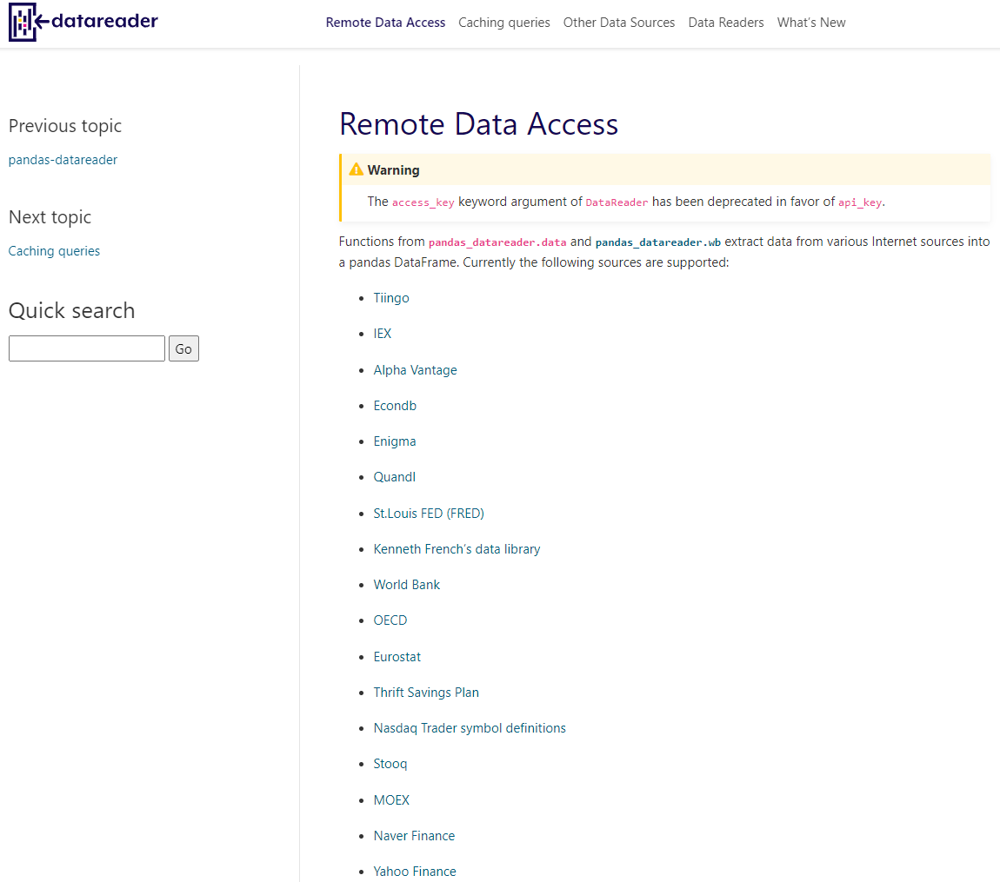 datareader
Remote Data Access Caching queries Other Data Sources Data Readers What's New
Previous topic
pandas-datareader
Next topic
Caching queries
Quick search
Go
Remote Data Access
Warning
The access_key keyword argument of DataReader has been deprecated in favor of api_key.
Functions from pandas_datareader.data and pandas_datareader.wb extract data from various Internet sources into
a pandas DataFrame. Currently the following sources are supported:
• Tiingo
• IEX
• Alpha Vantage
• Econdb
• Enigma
• Quandl
• St.Louis FED (FRED)
• Kenneth French's data library
• World Bank
• OECD
• Eurostat
• Thrift Savings Plan
• Nasdaq Trader symbol definitions
• Stooq
• MOEX
• Naver Finance
• Yahoo Finance